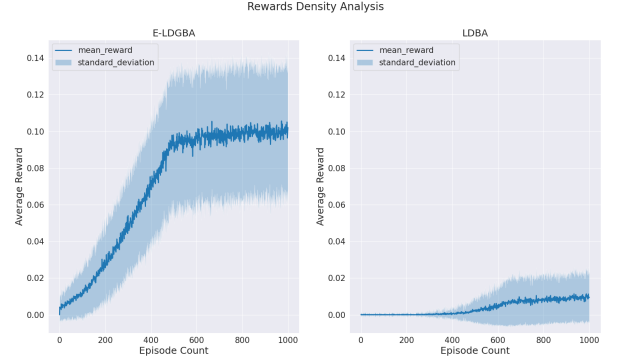 Rewards Density Analysis
E-LDGBA
mean_reward
standard_deviation
0.14
0.12
0.10
0.08
0.06
0.04
0.02
0.00
Average Reward
0 200 400 600 800 1000
Episode Count
LDBA
mean_reward
standard_deviation
0.14
0.12
0.10
0.08
0.06
0.04
0.02
0.00
Average Reward
0 200 400 600 800 1000
Episode Count